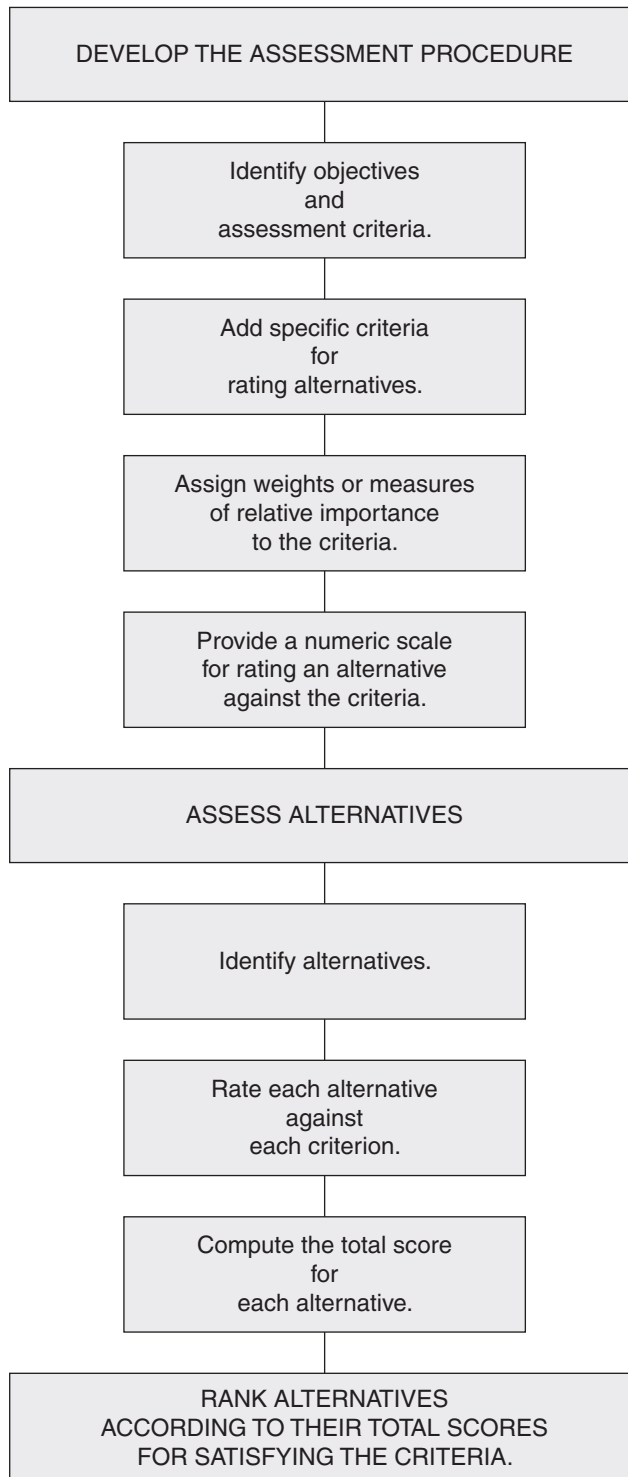 DEVELOP THE ASSESSMENT PROCEDURE
Identify objectives
and
assessment criteria.
Add specific criteria
for
rating alternatives.
Assign weights or measures
of relative importance
to the criteria.
Provide a numeric scale
for rating an alternative
against the criteria.
ASSESS ALTERNATIVES
Identify alternatives.
Rate each alternative
against
each criterion.
Compute the total score
for
each alternative.
RANK ALTERNATIVES
ACCORDING TO THEIR TOTAL SCORES
FOR SATISFYING THE CRITERIA.